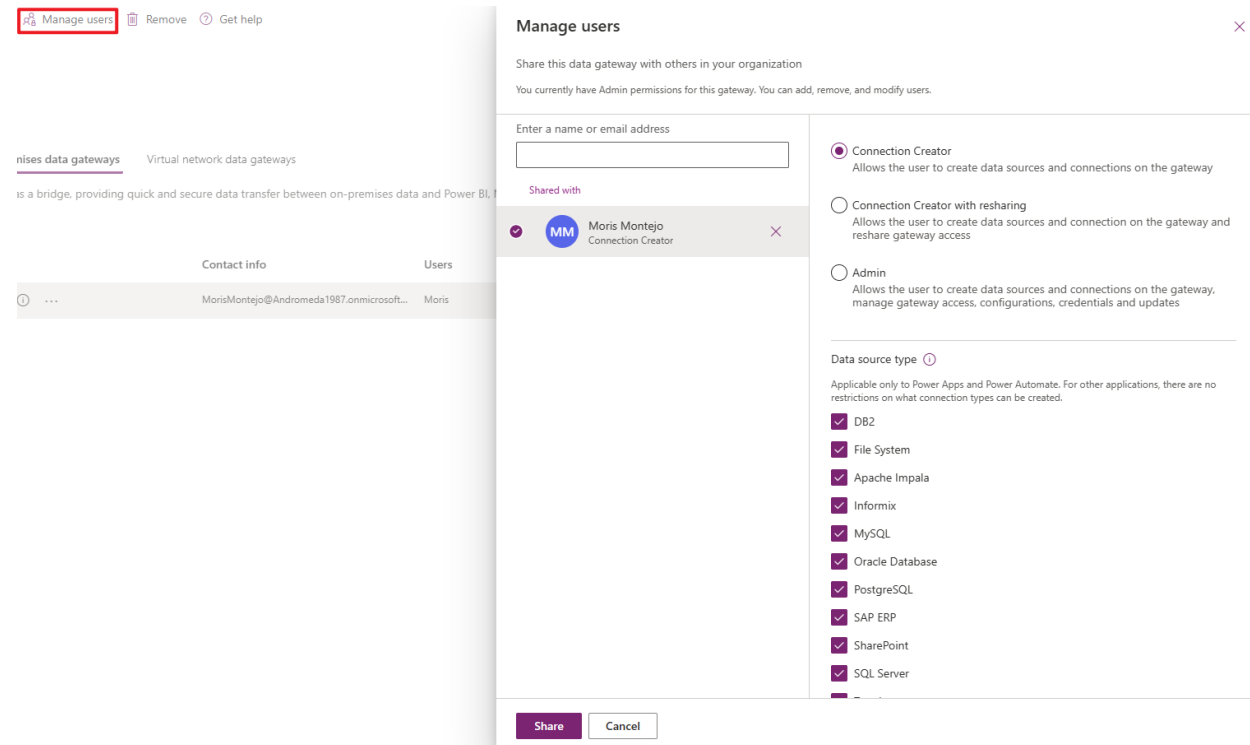 Manage users
Remove
Get help
nises data gateways
Virtual network data gateways
as a bridge, providing quick and secure data transfer between on-premises data and Power BI,
Contact info
Users
MorisMontejo@Andromeda1987.onmicrosoft...
Moris
Manage users
Share this data gateway with others in your organization
You currently have Admin permissions for this gateway. You can add, remove, and modify users.
Enter a name or email address
Shared with
MM
Moris Montejo
Connection Creator
Connection Creator
Allows the user to create data sources and connections on the gateway
Connection Creator with resharing
Allows the user to create data sources and connection on the gateway and
reshare gateway access
Admin
Allows the user to create data sources and connections on the gateway,
manage gateway access, configurations, credentials and updates
Data source type
Applicable only to Power Apps and Power Automate. For other applications, there are no
restrictions on what connection types can be created.
DB2
File System
Apache Impala
Informix
MySQL
Oracle Database
PostgreSQL
SAP ERP
SharePoint
SQL Server
Share
Cancel